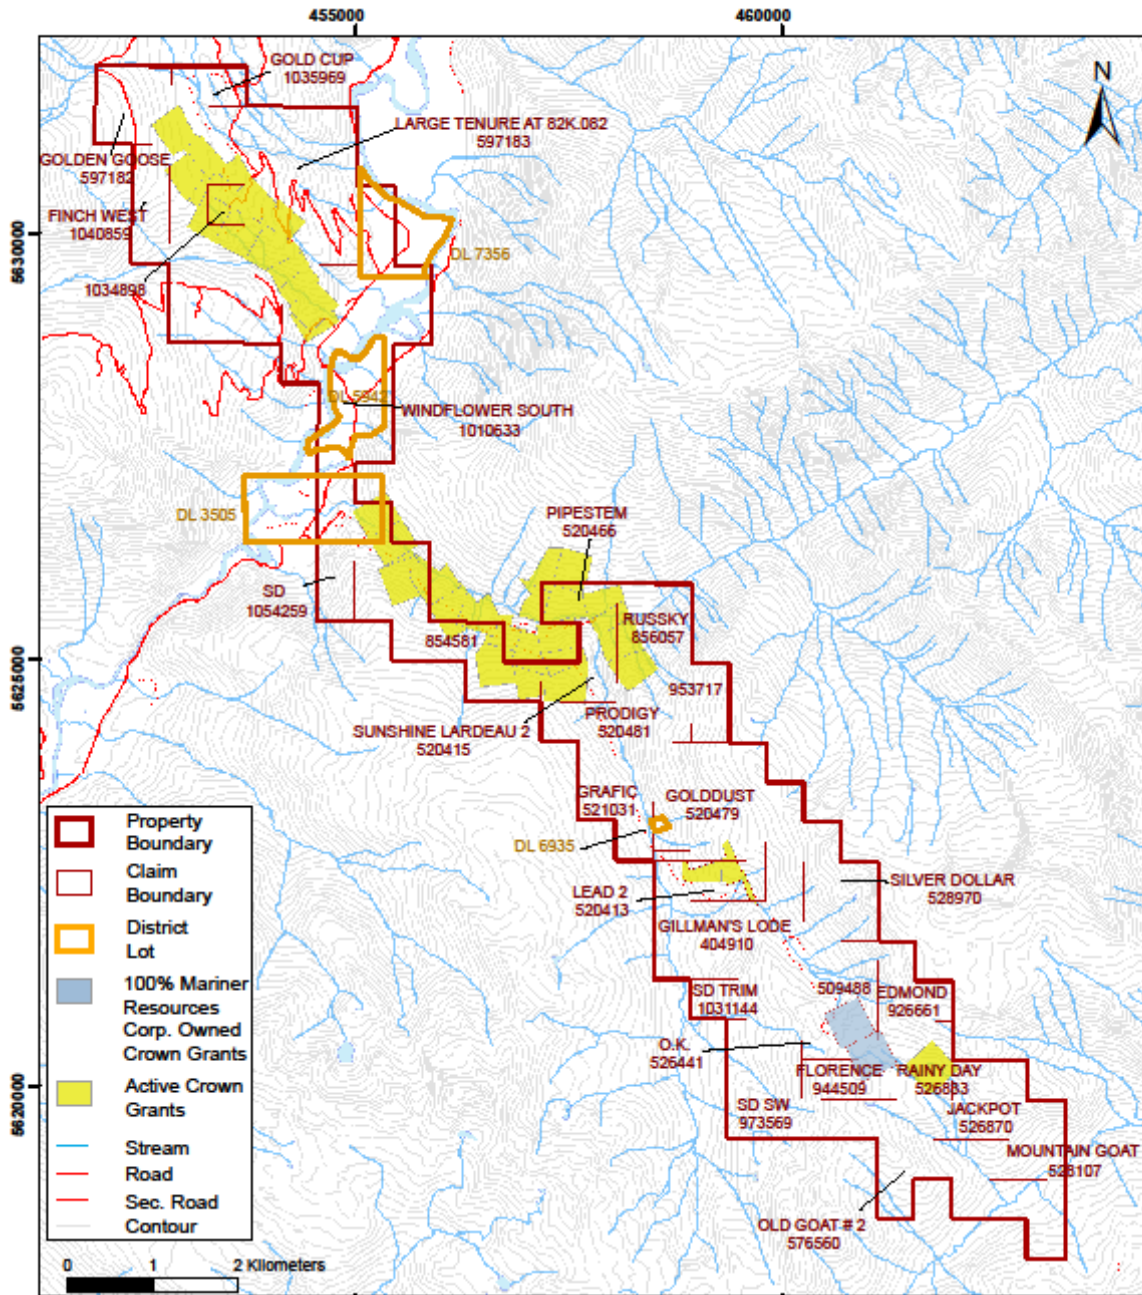 455000
460000
GOLD CUP
1035969
N
LARGE TENURE AT 82K.082
597183
GOLDEN GOOSE
597182
FINCH WEST
1040859
5630000
DL 7356
1034898
DL 5942
WINDFLOWER SOUTH
1010633
DL 3505
PIPESTEM
520466
SD
1054259
854581
RUSSKY
856057
5625000
953717
SUNSHINE LARDEAU 2
520415
PRODIGY
520481
GRAFIC
521031
GOLDDUST
520479
DL 6935
LEAD 2
520413
SILVER DOLLAR
528970
GILLMAN'S LODE
404910
SD TRIM
1031144
509488
EDMOND
926661
O.K.
526441
FLORENCE
944509
RAINY DAY
526883
SD SW
973569
JACKPOT
526870
5620000
MOUNTAIN GOAT
528107
OLD GOAT # 2
576560
Property
Boundary
Claim
Boundary
District
Lot
100% Mariner
Resources
Corp. Owned
Crown Grants
Active Crown
Grants
Stream
Road
Sec. Road
Contour
0 1 2 Kilometers